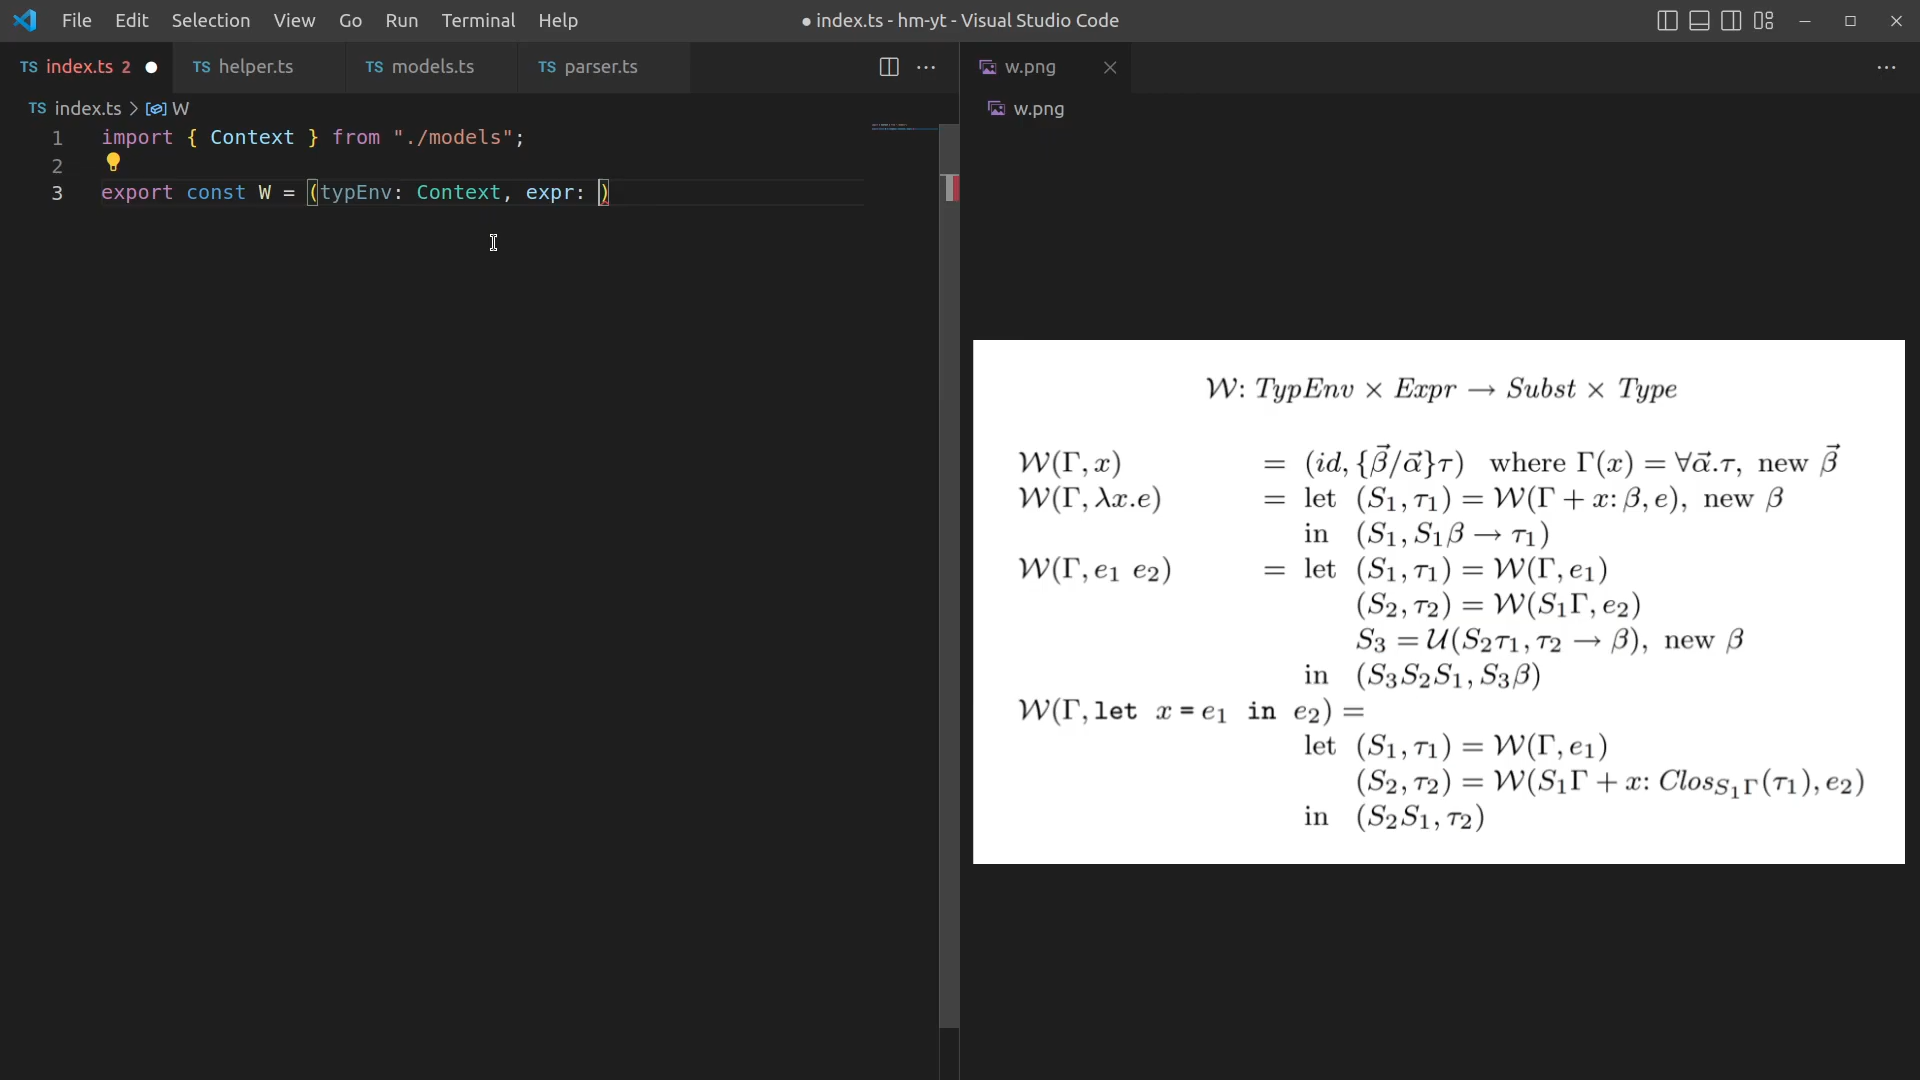 File Edit Selection View Go Run Terminal Help
● index.ts - hm-yt - Visual Studio Code
TS index.ts 2 ●
TS helper.ts
TS models.ts
TS parser.ts
w.png
TS index.ts > W
w.png
1 import { Context } from "./models";
2
3 export const W = (typEnv: Context, expr: )
𝒲: TypEnv × Expr → Subst × Type
𝒲(Γ, x) = (id, {β⃗/α⃗}τ) where Γ(x) = ∀α⃗.τ, new β⃗
𝒲(Γ, λx.e) = let (S₁, τ₁) = 𝒲(Γ + x: β, e), new β
in (S₁, S₁β → τ₁)
𝒲(Γ, e₁ e₂) = let (S₁, τ₁) = 𝒲(Γ, e₁)
(S₂, τ₂) = 𝒲(S₁Γ, e₂)
S₃ = 𝒰(S₂τ₁, τ₂ → β), new β
in (S₃S₂S₁, S₃β)
𝒲(Γ, let x = e₁ in e₂) =
let (S₁, τ₁) = 𝒲(Γ, e₁)
(S₂, τ₂) = 𝒲(S₁Γ + x: Clos_{S₁Γ}(τ₁), e₂)
in (S₂S₁, τ₂)